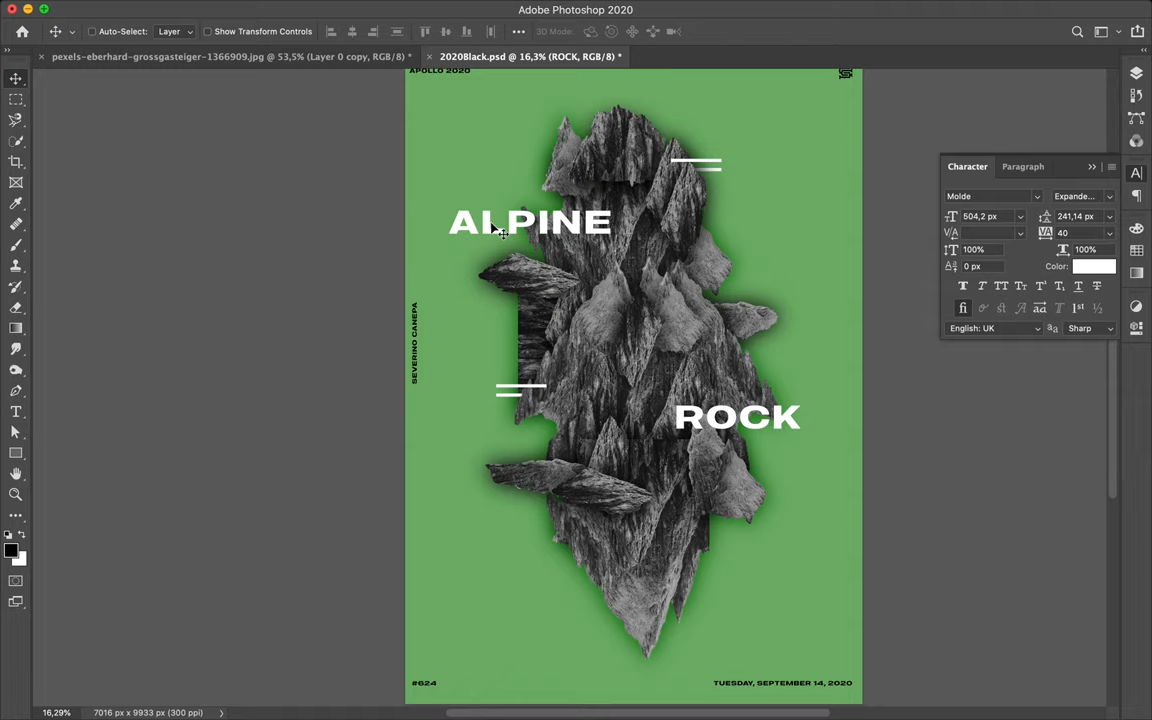 Adobe Photoshop 2020
Auto-Select: Layer Show Transform Controls 3D Mode:
pexels-eberhard-grossgasteiger-1366909.jpg @ 53,5% (Layer 0 copy, RGB/8) *
2020Black.psd @ 16,3% (ROCK, RGB/8) *
APOLLO 2020
ALPINE
SEVERINO CANEPA
ROCK
#624
TUESDAY, SEPTEMBER 14, 2020
Character Paragraph
Molde Expande...
504,2 px 241,14 px
40
100% 100%
0 px Color:
English: UK Sharp
16,29% 7016 px x 9933 px (300 ppi)